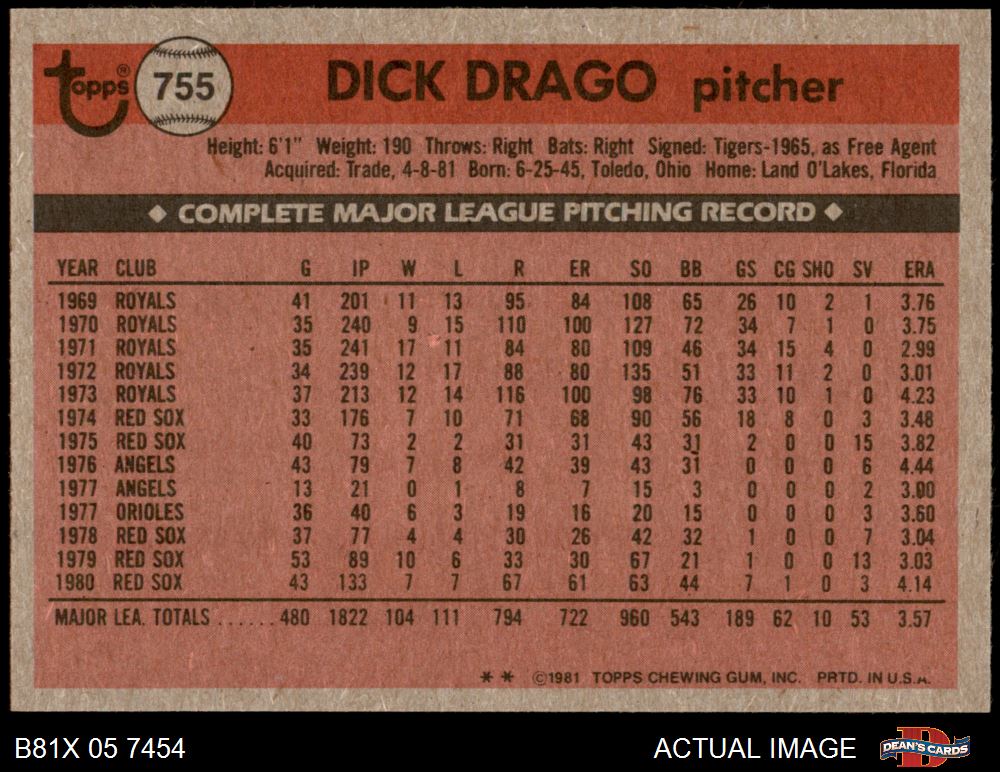 Topps® 755 DICK DRAGO pitcher
Height: 6'1" Weight: 190 Throws: Right Bats: Right Signed: Tigers-1965, as Free Agent
Acquired: Trade, 4-8-81 Born: 6-25-45, Toledo, Ohio Home: Land O'Lakes, Florida
◆ COMPLETE MAJOR LEAGUE PITCHING RECORD ◆
YEAR CLUB G IP W L R ER SO BB GS CG SHO SV ERA
1969 ROYALS 41 201 11 13 95 84 108 65 26 10 2 1 3.76
1970 ROYALS 35 240 9 15 110 100 127 72 34 7 1 0 3.75
1971 ROYALS 35 241 17 11 84 80 109 46 34 15 4 0 2.99
1972 ROYALS 34 239 12 17 88 80 135 51 33 11 2 0 3.01
1973 ROYALS 37 213 12 14 116 100 98 76 33 10 1 0 4.23
1974 RED SOX 33 176 7 10 71 68 90 56 18 8 0 3 3.48
1975 RED SOX 40 73 2 2 31 31 43 31 2 0 0 15 3.82
1976 ANGELS 43 79 7 8 42 39 43 31 0 0 0 6 4.44
1977 ANGELS 13 21 0 1 8 7 15 3 0 0 0 2 3.00
1977 ORIOLES 36 40 6 3 19 16 20 15 0 0 0 3 3.60
1978 RED SOX 37 77 4 4 30 26 42 32 1 0 0 7 3.04
1979 RED SOX 53 89 10 6 33 30 67 21 1 0 0 13 3.03
1980 RED SOX 43 133 7 7 67 61 63 44 7 1 0 3 4.14
MAJOR LEA. TOTALS ...... 480 1822 104 111 794 722 960 543 189 62 10 53 3.57
** ©1981 TOPPS CHEWING GUM, INC. PRTD. IN U.S.A.
B81X 05 7454 ACTUAL IMAGE DEAN'S CARDS